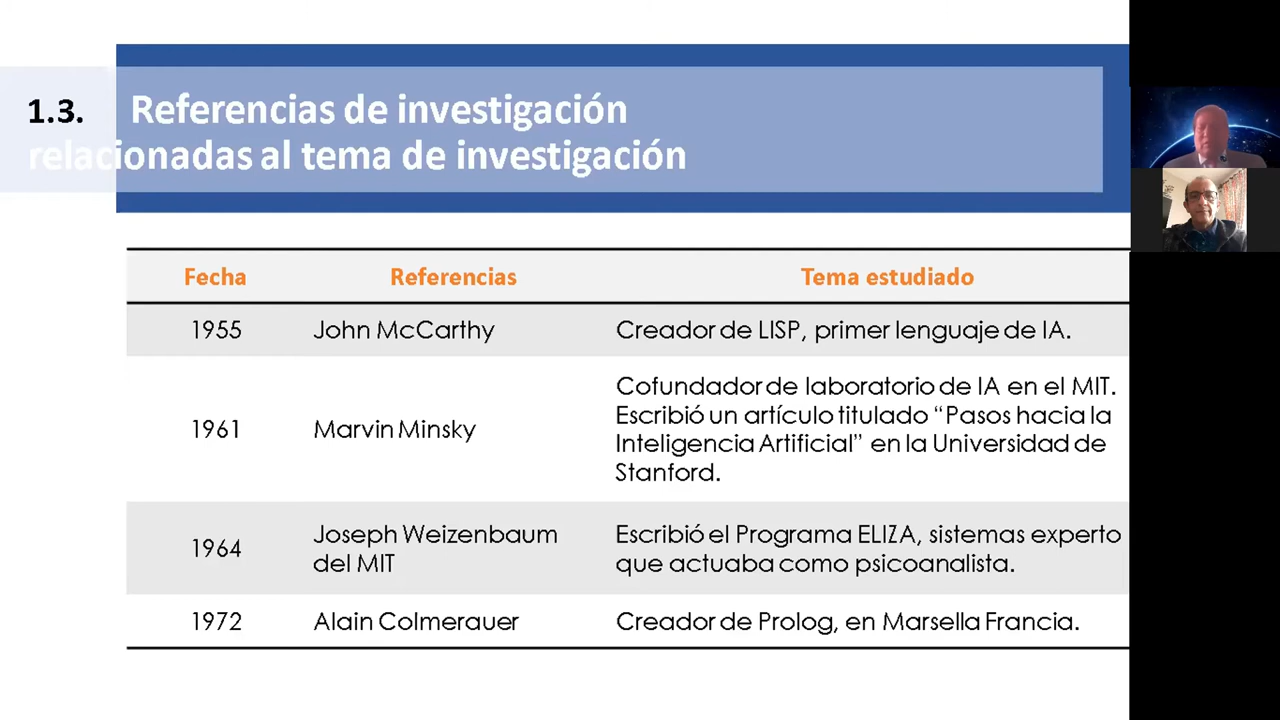 1.3. Referencias de investigación
relacionadas al tema de investigación
Fecha Referencias Tema estudiado
1955 John McCarthy Creador de LISP, primer lenguaje de IA.
1961 Marvin Minsky Cofundador de laboratorio de IA en el MIT.
Escribió un artículo titulado “Pasos hacia la
Inteligencia Artificial” en la Universidad de
Stanford.
1964 Joseph Weizenbaum
del MIT
Escribió el Programa ELIZA, sistemas experto
que actuaba como psicoanalista.
1972 Alain Colmerauer Creador de Prolog, en Marsella Francia.